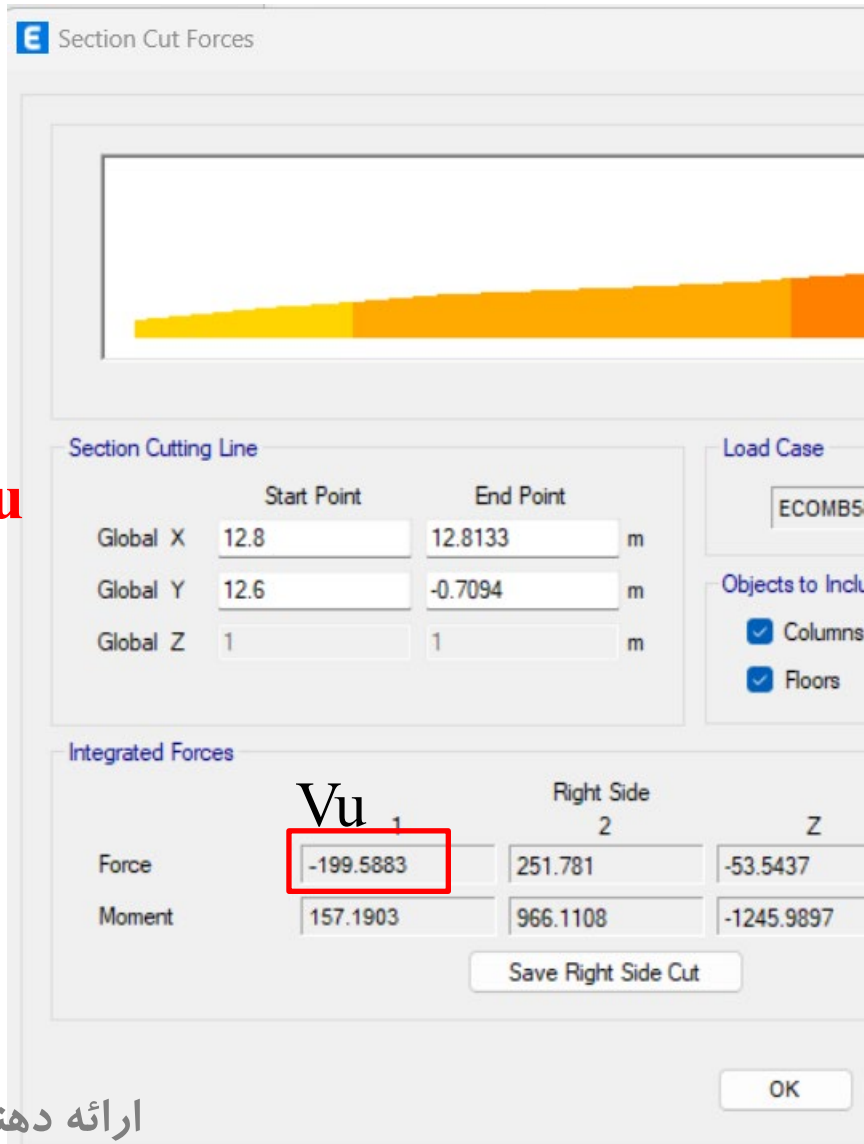 Section Cut Forces
Section Cutting Line
Load Case
Start Point End Point
Global X 12.8 12.8133 m
Global Y 12.6 -0.7094 m
Global Z 1 1 m
Objects to
Columns
Floors
u
Integrated Forces
Vu
Right Side
1 2 Z
Force -199.5883 251.781 -53.5437
Moment 157.1903 966.1108 -1245.9897
Save Right Side Cut
OK
ارائه